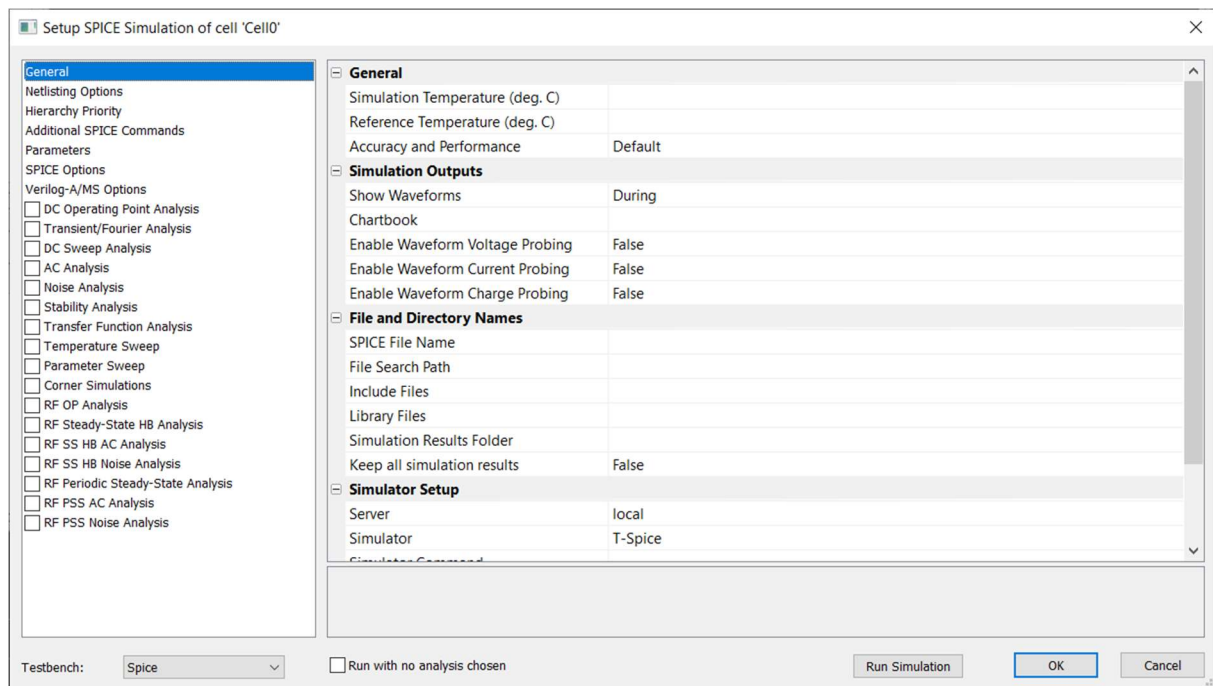 Setup SPICE Simulation of cell 'Cell0'
General
Netlisting Options
Hierarchy Priority
Additional SPICE Commands
Parameters
SPICE Options
Verilog-A/MS Options
DC Operating Point Analysis
Transient/Fourier Analysis
DC Sweep Analysis
AC Analysis
Noise Analysis
Stability Analysis
Transfer Function Analysis
Temperature Sweep
Parameter Sweep
Corner Simulations
RF OP Analysis
RF Steady-State HB Analysis
RF SS HB AC Analysis
RF SS HB Noise Analysis
RF Periodic Steady-State Analysis
RF PSS AC Analysis
RF PSS Noise Analysis
General
Simulation Temperature (deg. C)
Reference Temperature (deg. C)
Accuracy and Performance Default
Simulation Outputs
Show Waveforms During
Chartbook
Enable Waveform Voltage Probing False
Enable Waveform Current Probing False
Enable Waveform Charge Probing False
File and Directory Names
SPICE File Name
File Search Path
Include Files
Library Files
Simulation Results Folder
Keep all simulation results False
Simulator Setup
Server local
Simulator T-Spice
Simulator Command
Testbench: Spice
Run with no analysis chosen
Run Simulation
OK
Cancel